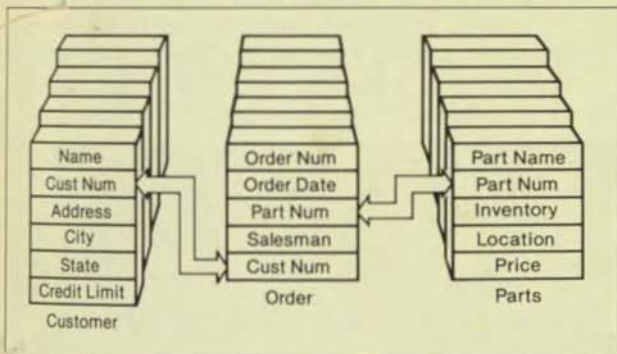 Name
Cust Num
Address
City
State
Credit Limit
Customer
Order Num
Order Date
Part Num
Salesman
Cust Num
Order
Part Name
Part Num
Inventory
Location
Price
Parts